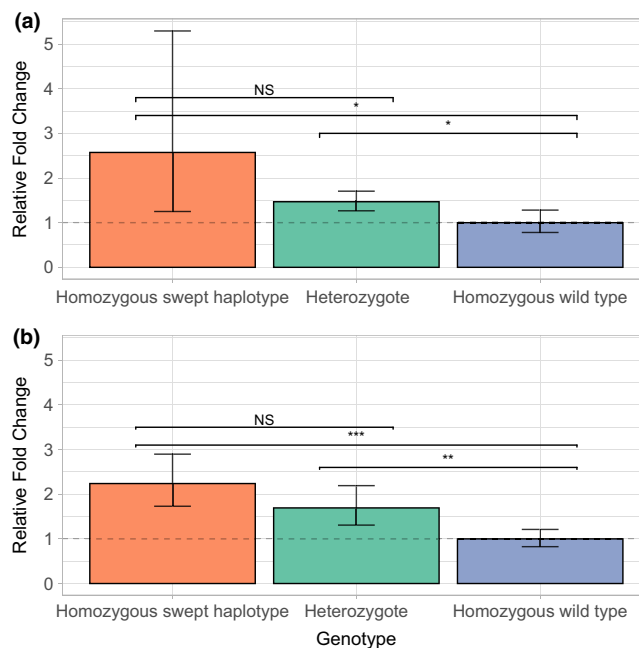 (a)
5
4
3
2
1
0
Relative Fold Change
NS
*
*
Homozygous swept haplotype Heterozygote Homozygous wild type
(b)
5
4
3
2
1
0
Relative Fold Change
NS
***
**
Homozygous swept haplotype Heterozygote Homozygous wild type
Genotype